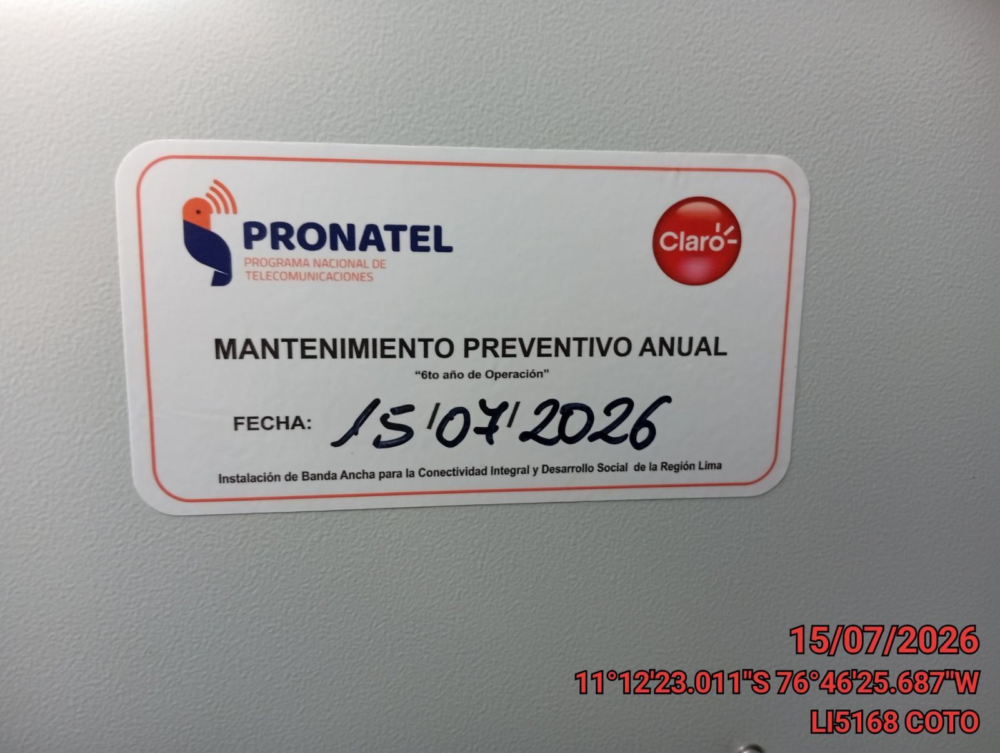 PRONATEL
PROGRAMA NACIONAL DE
TELECOMUNICACIONES
Claro
MANTENIMIENTO PREVENTIVO ANUAL
“6to año de Operación”
FECHA: 15/07/2026
Instalación de Banda Ancha para la Conectividad Integral y Desarrollo Social de la Región Lima
15/07/2026
11°12'23.011"S 76°46'25.687"W
LI5168 COTO